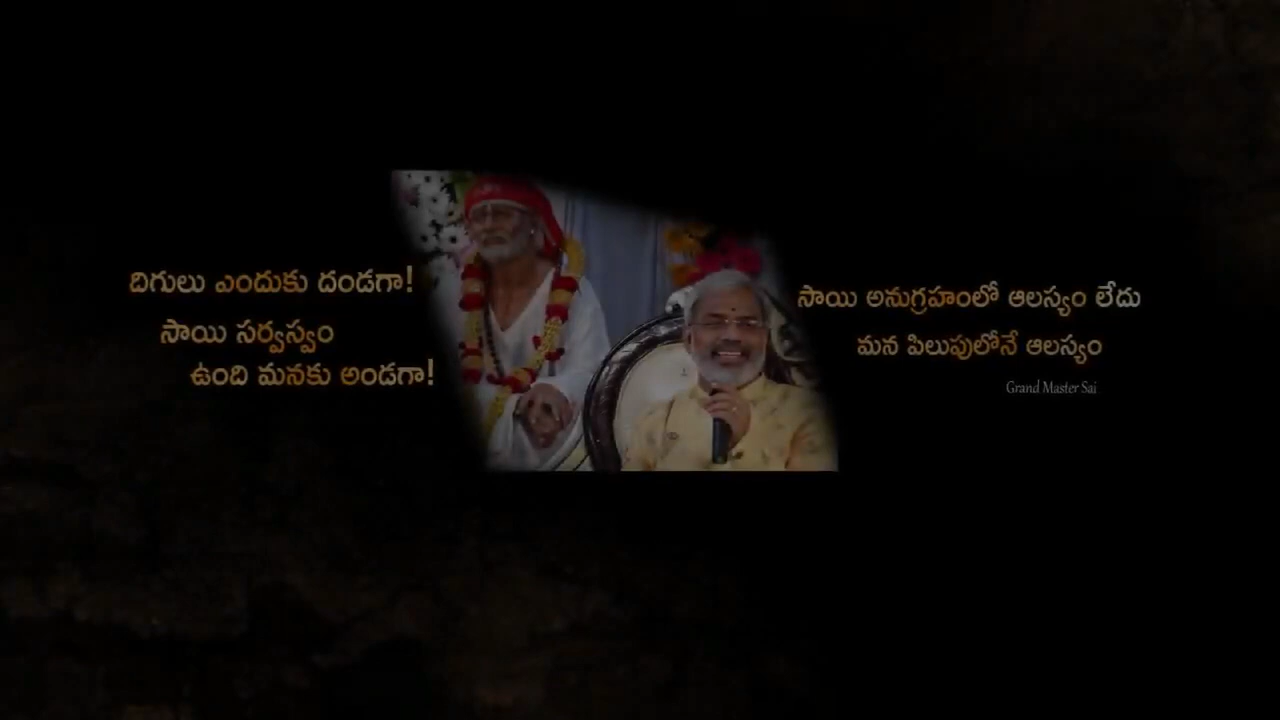 దిగులు ఎందుకు దండగా!
సాయి సర్వస్వం
ఉంది మనకు అండగా!
సాయి అనుగ్రహంలో ఆలస్యం లేదు
మన పిలుపులోనే ఆలస్యం
Grand Master Sai